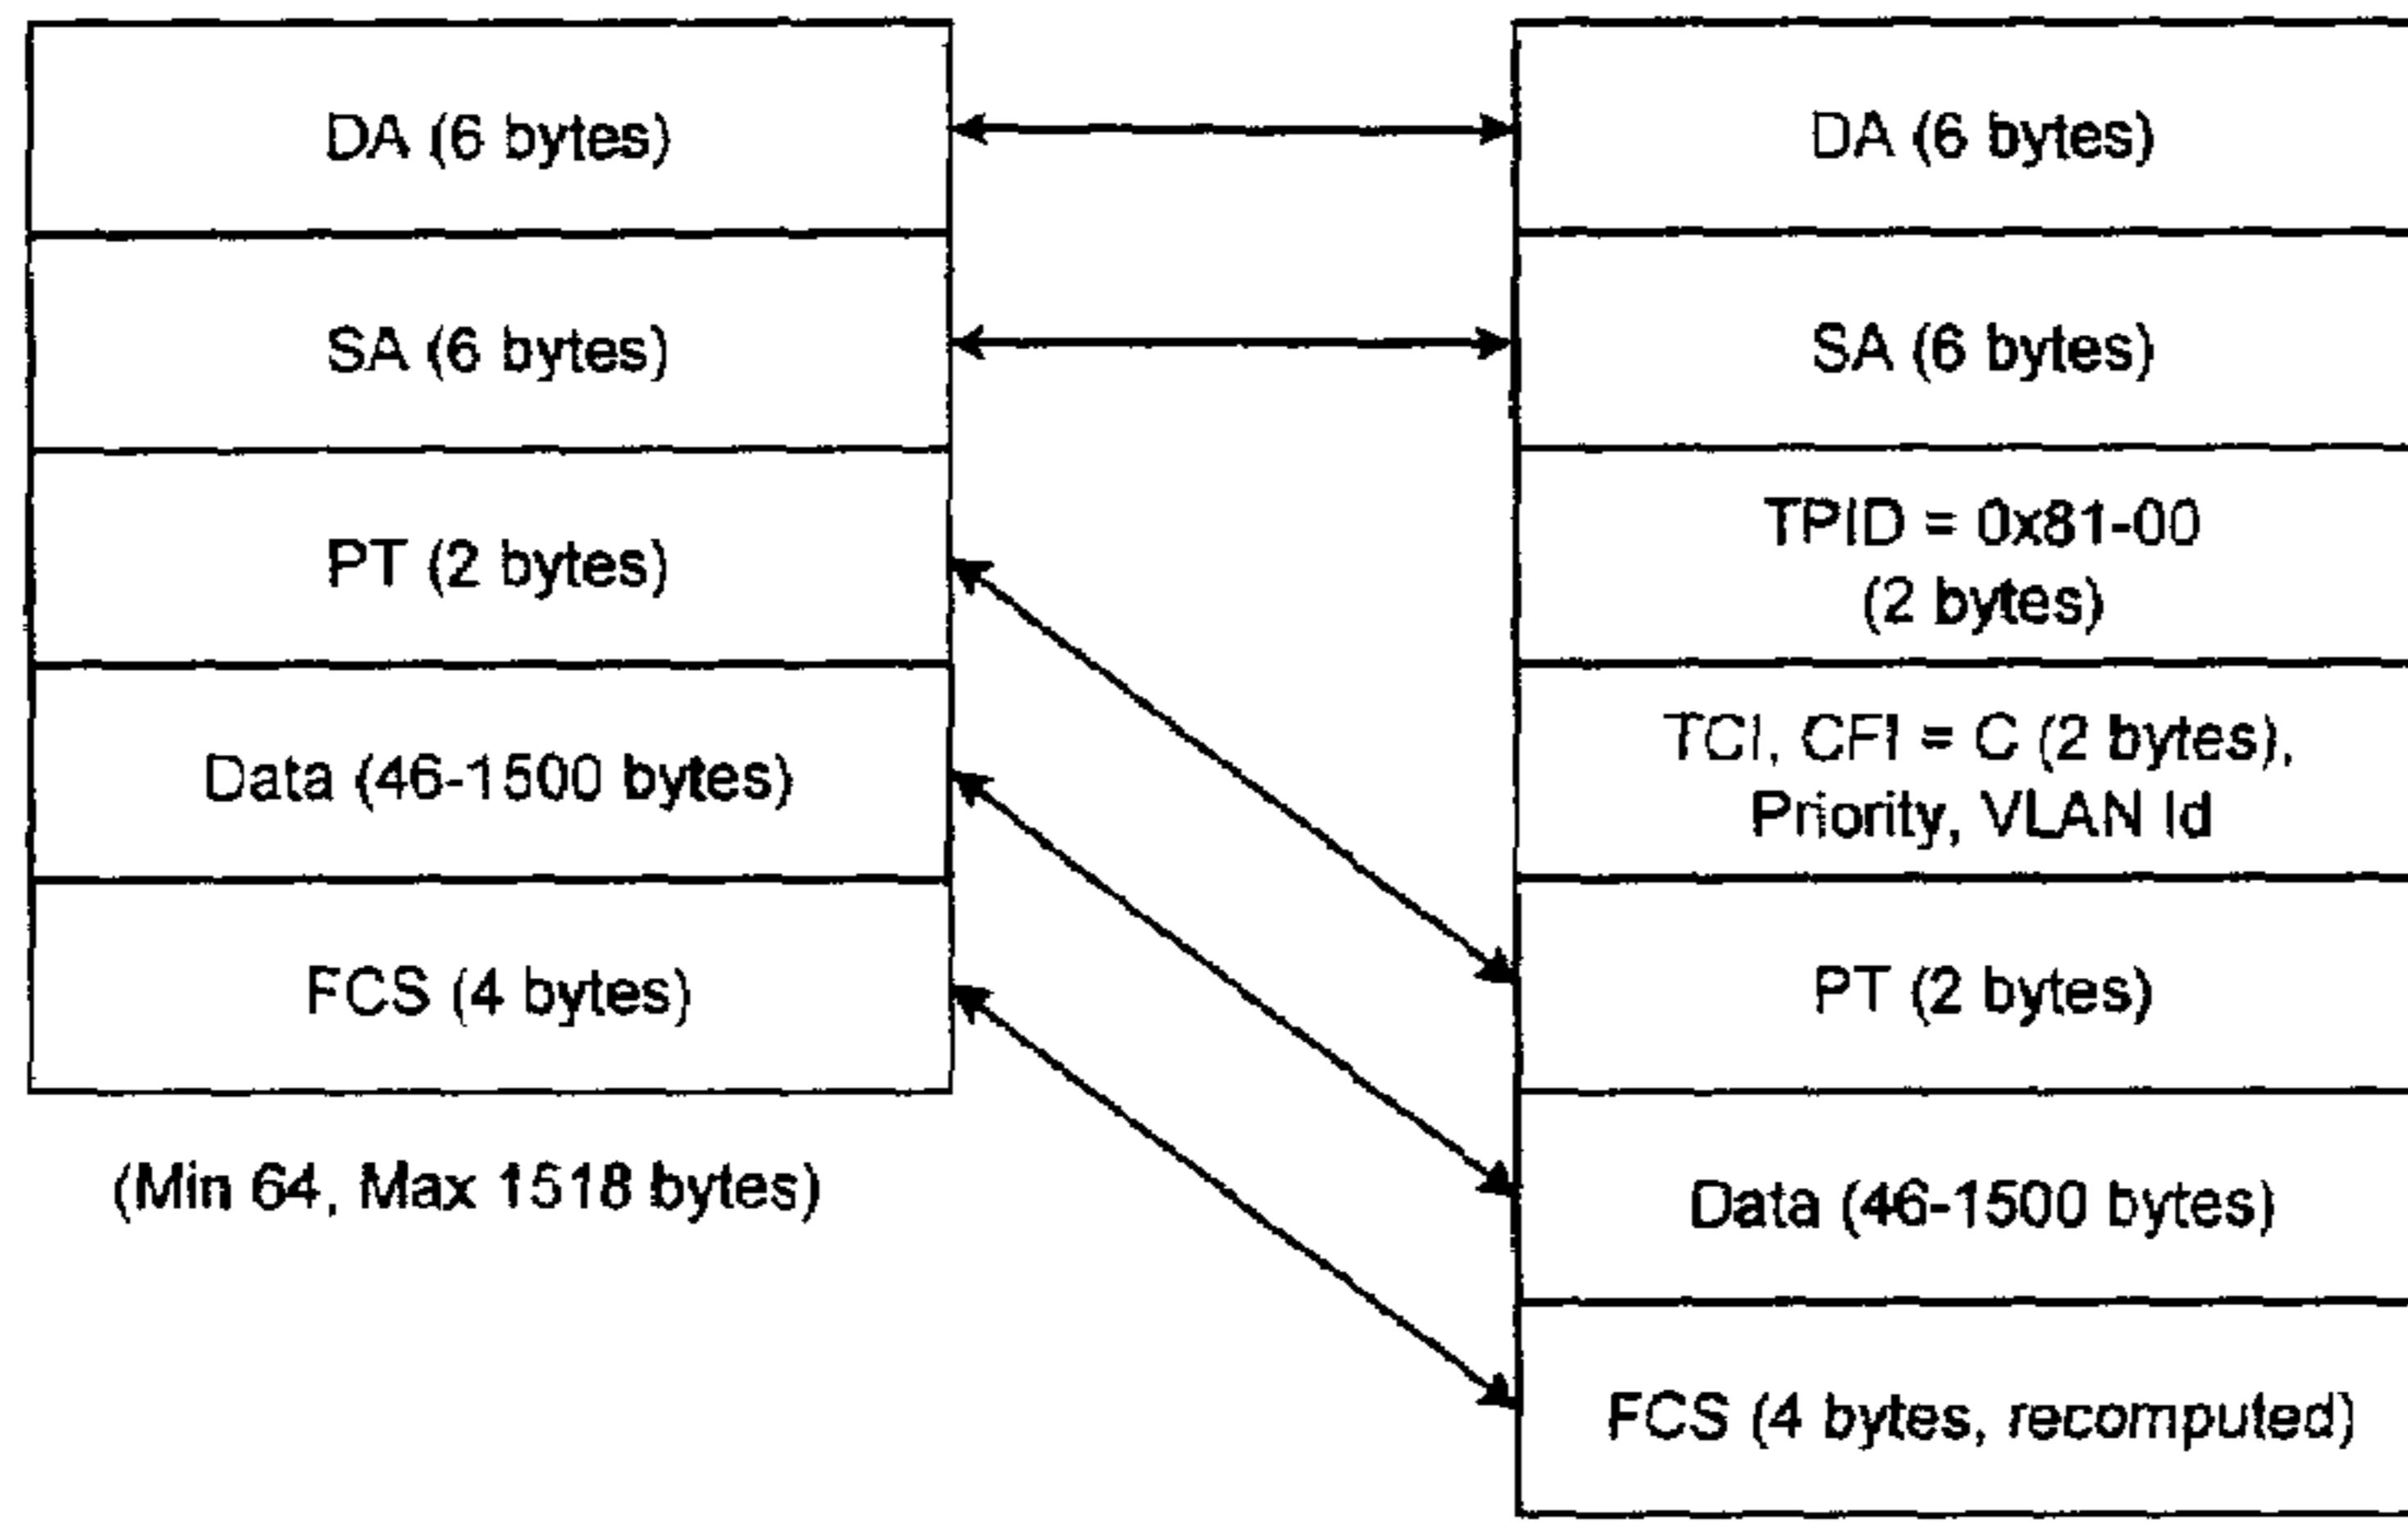 DA (6 bytes)
SA (6 bytes)
PT (2 bytes)
Data (46-1500 bytes)
FCS (4 bytes)
(Min 64, Max 1518 bytes)
DA (6 bytes)
SA (6 bytes)
TPID = 0x81-00
(2 bytes)
TCI, CFI = C (2 bytes),
Priority, VLAN Id
PT (2 bytes)
Data (46-1500 bytes)
FCS (4 bytes, recomputed)